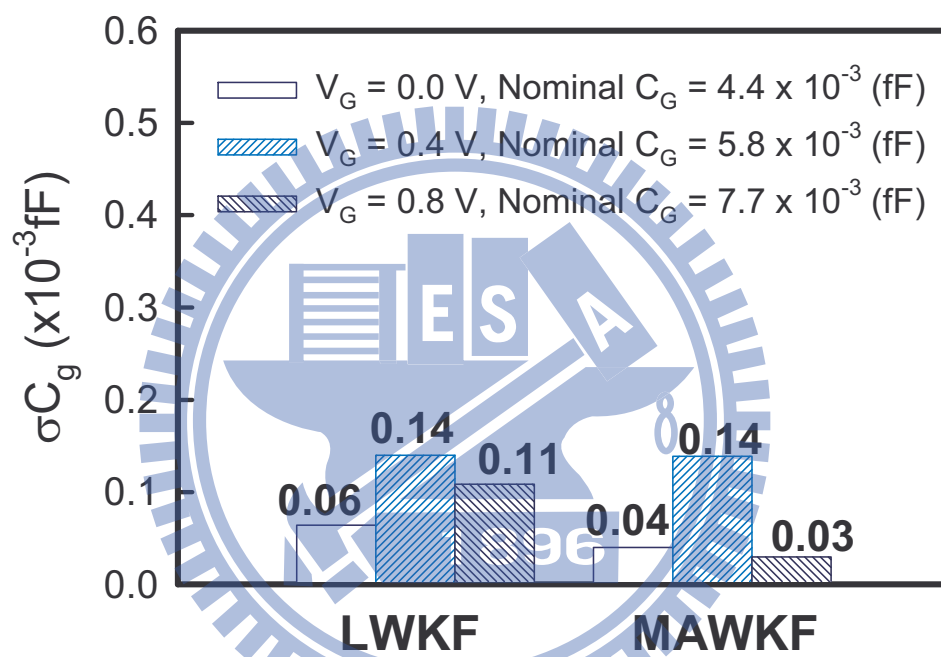 0.6
0.5
0.4
0.3
0.2
0.1
0.0
σC_g (x10^-3fF)
V_G = 0.0 V, Nominal C_G = 4.4 x 10^-3 (fF)
V_G = 0.4 V, Nominal C_G = 5.8 x 10^-3 (fF)
V_G = 0.8 V, Nominal C_G = 7.7 x 10^-3 (fF)
E S A
0.06
0.14
0.11
0.04
0.14
0.03
1896
LWKF
MAWKF